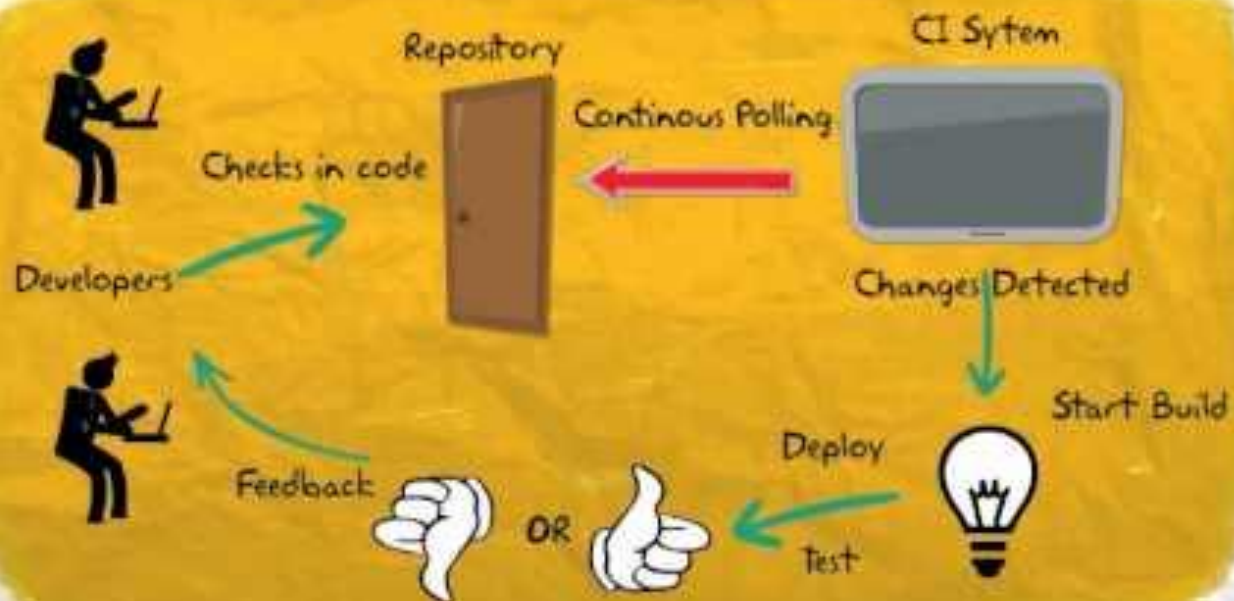 CI Sytem
Repository
Continous Polling
Checks in code
Developers
Changes Detected
Start Build
Deploy
Test
OR
Feedback